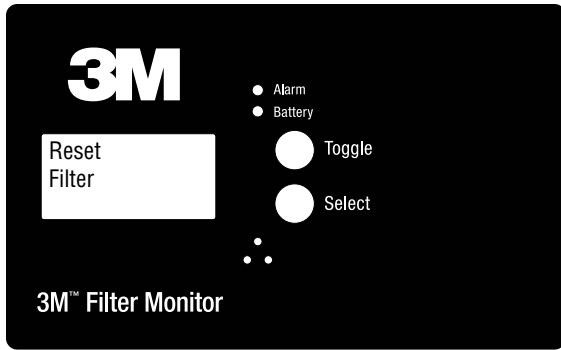 3M
Alarm
Battery
Reset
Filter
Toggle
Select
3M™ Filter Monitor